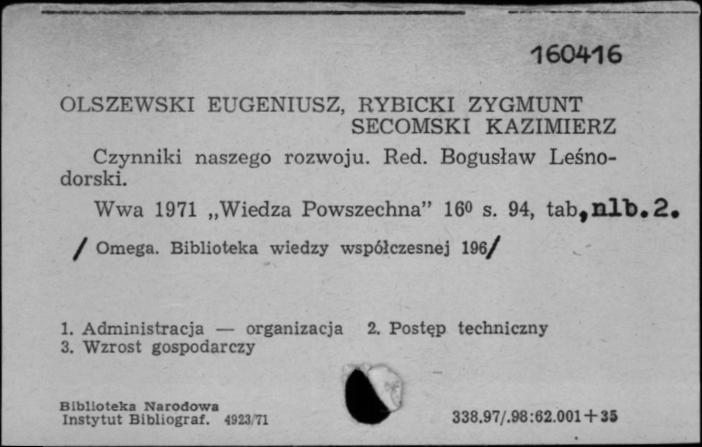 160416
OLSZEWSKI EUGENIUSZ, RYBICKI ZYGMUNT
SECOMSKI KAZIMIERZ
Czynniki naszego rozwoju. Red. Bogusław Leśno-
dorski.
Wwa 1971 „Wiedza Powszechna” 16⁰ s. 94, tab, nlb. 2.
/ Omega. Biblioteka wiedzy współczesnej 196/
1. Administracja — organizacja 2. Postęp techniczny
3. Wzrost gospodarczy
Biblioteka Narodowa
Instytut Bibliograf. 4923/71
338.97/.98:62.001+35